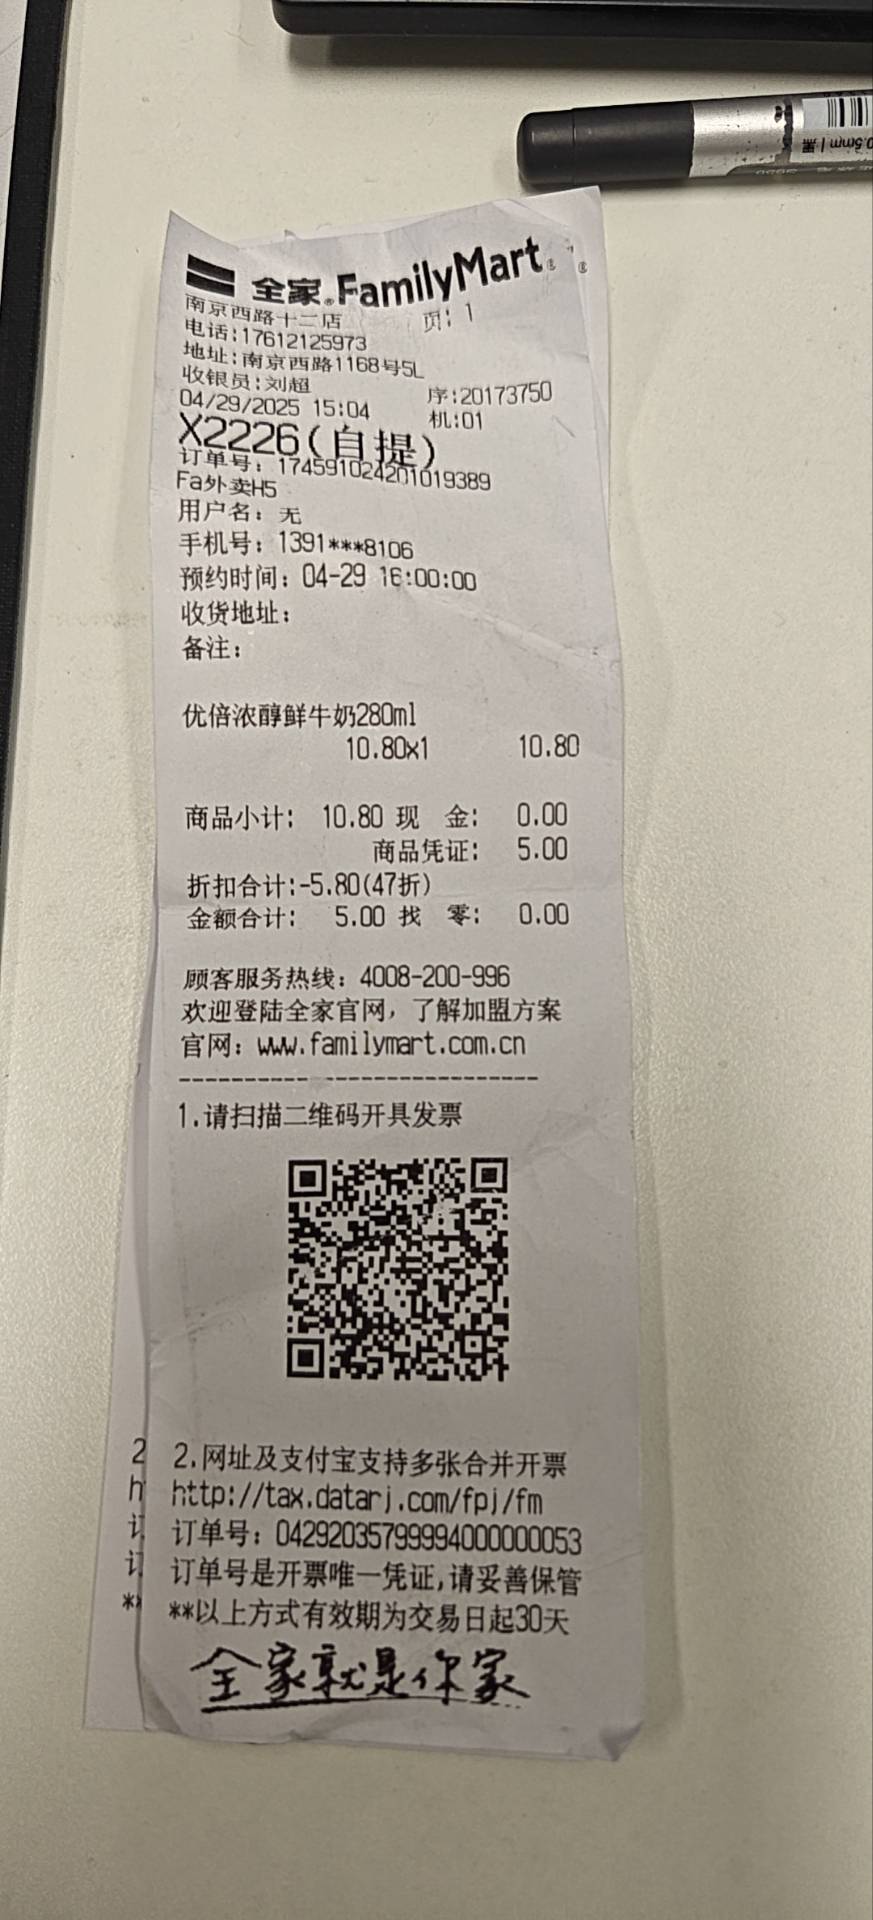 全家®FamilyMart®
南京西路十二店 页: 1
电话:17612125973
地址:南京西路1168号5L
收银员:刘超 序:20173750
04/29/2025 15:04 机:01
X2226(自提)
订单号: 174591024201019389
Fa外卖H5
用户名: 无
手机号: 1391***8106
预约时间: 04-29 16:00:00
收货地址:
备注:
优倍浓醇鲜牛奶280ml
10.80x1 10.80
商品小计: 10.80 现 金: 0.00
商品凭证: 5.00
折扣合计:-5.80(47折)
金额合计: 5.00 找 零: 0.00
顾客服务热线: 4008-200-996
欢迎登陆全家官网, 了解加盟方案
官网: www.familymart.com.cn
1.请扫描二维码开具发票
2.网址及支付宝支持多张合并开票
http://tax.datarj.com/fpj/fm
订单号: 04292035799994000000053
订单号是开票唯一凭证,请妥善保管
**以上方式有效期为交易日起30天
全家就是你家
2
h
订
订
**
0.5mm | 黑